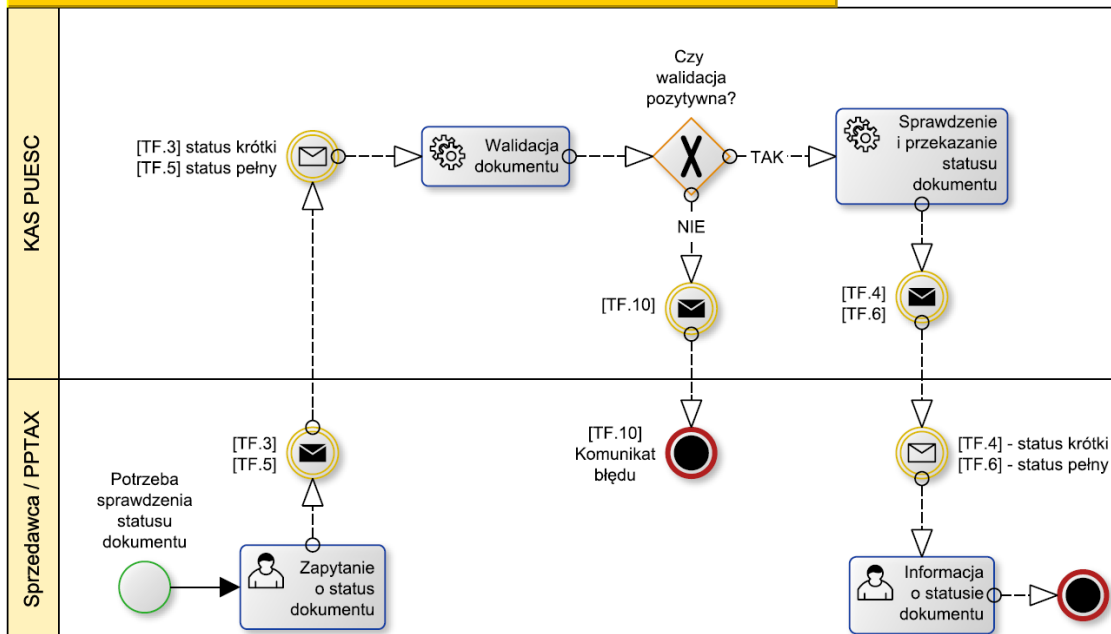 KAS PUESC
Czy
walidacja
pozytywna?
[TF.3] status krótki
[TF.5] status pełny
Walidacja
dokumentu
TAK
Sprawdzenie
i przekazanie
statusu
dokumentu
NIE
[TF.10]
[TF.4]
[TF.6]
Sprzedawca / PPTAX
[TF.3]
[TF.5]
[TF.10]
Komunikat
błędu
[TF.4] - status krótki
[TF.6] - status pełny
Potrzeba
sprawdzenia
statusu
dokumentu
Zapytanie
o status
dokumentu
Informacja
o statusie
dokumentu